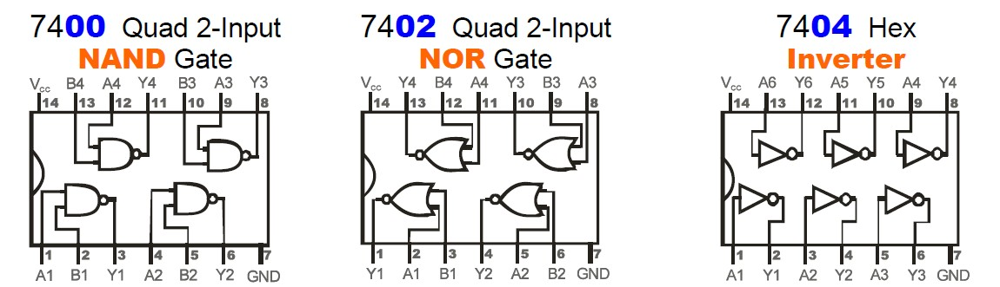 7400 Quad 2-Input
NAND Gate
Vcc B4 A4 Y4 B3 A3 Y3
14 13 12 11 10 9 8
1 2 3 4 5 6 7
A1 B1 Y1 A2 B2 Y2 GND
7402 Quad 2-Input
NOR Gate
Vcc Y4 B4 A4 Y3 B3 A3
14 13 12 11 10 9 8
1 2 3 4 5 6 7
Y1 A1 B1 Y2 A2 B2 GND
7404 Hex
Inverter
Vcc A6 Y6 A5 Y5 A4 Y4
14 13 12 11 10 9 8
1 2 3 4 5 6 7
A1 Y1 A2 Y2 A3 Y3 GND